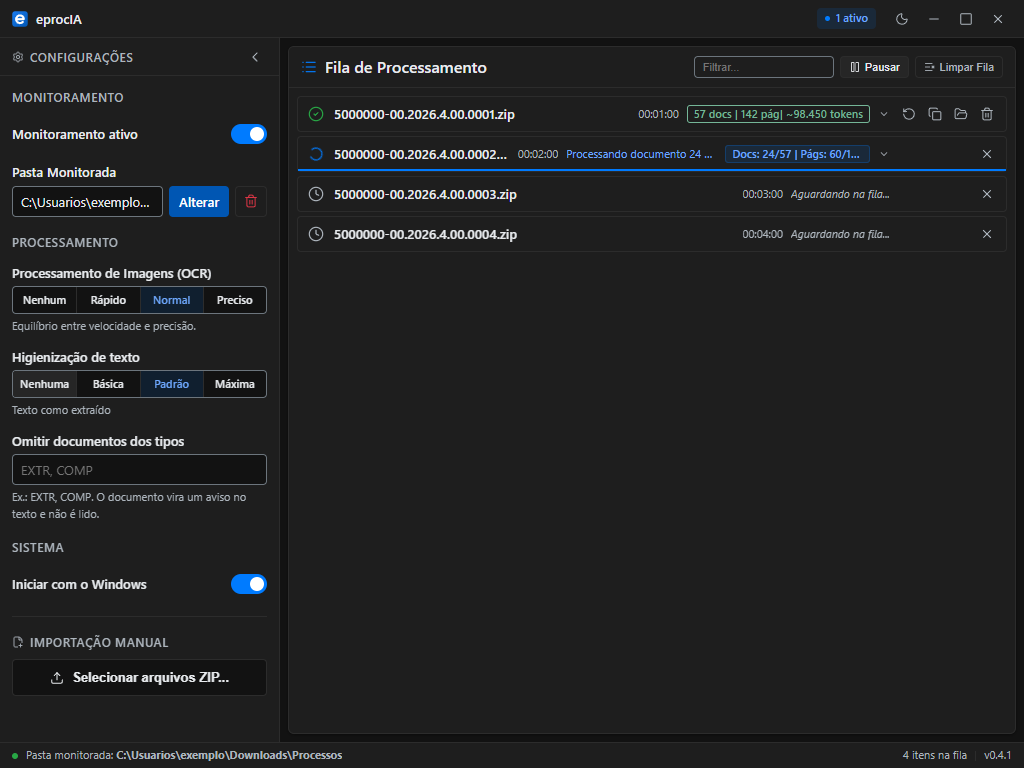 eprocIA
1 ativo
CONFIGURAÇÕES
MONITORAMENTO
Monitoramento ativo
Pasta Monitorada
C:\Usuarios\exemplo... Alterar
PROCESSAMENTO
Processamento de Imagens (OCR)
Nenhum Rápido Normal Preciso
Equilíbrio entre velocidade e precisão.
Higienização de texto
Nenhuma Básica Padrão Máxima
Texto como extraído
Omitir documentos dos tipos
EXTR, COMP
Ex.: EXTR, COMP. O documento vira um aviso no
texto e não é lido.
SISTEMA
Iniciar com o Windows
IMPORTAÇÃO MANUAL
Selecionar arquivos ZIP...
Fila de Processamento
Filtrar... Pausar Limpar Fila
5000000-00.2026.4.00.0001.zip 00:01:00 57 docs | 142 pág| ~98.450 tokens
5000000-00.2026.4.00.0002... 00:02:00 Processando documento 24 ... Docs: 24/57 | Págs: 60/1...
5000000-00.2026.4.00.0003.zip 00:03:00 Aguardando na fila...
5000000-00.2026.4.00.0004.zip 00:04:00 Aguardando na fila...
Pasta monitorada: C:\Usuarios\exemplo\Downloads\Processos
4 itens na fila v0.4.1